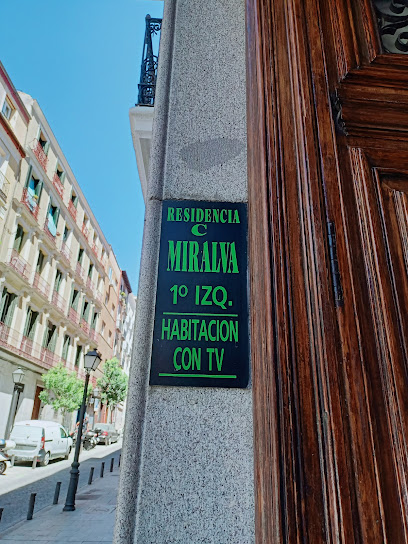 RESIDENCIA
C
MIRALVA
1º IZQ.
HABITACION
CON TV